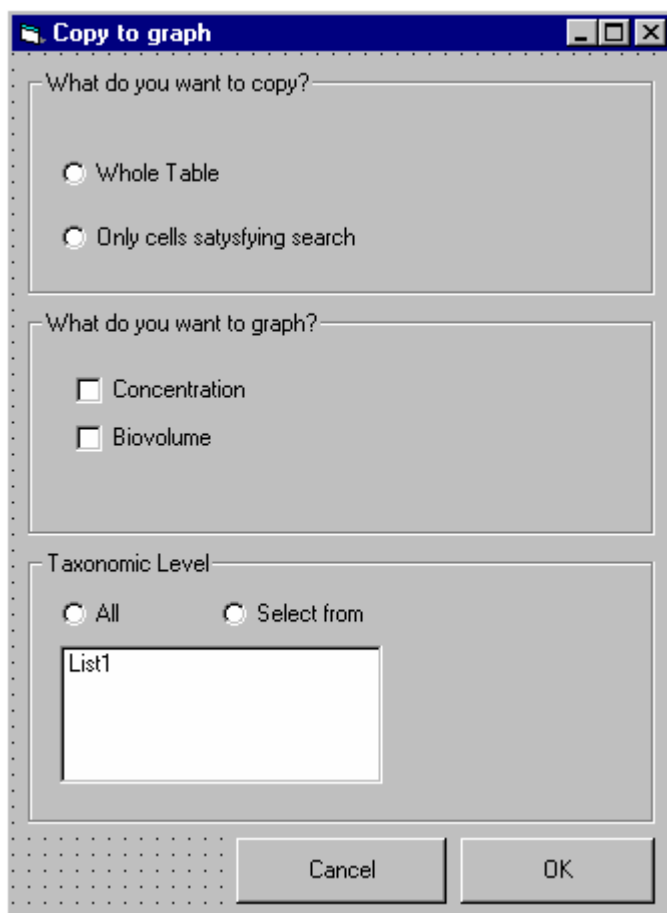 Copy to graph
What do you want to copy?
Whole Table
Only cells satysfying search
What do you want to graph?
Concentration
Biovolume
Taxonomic Level
All Select from
List1
Cancel OK